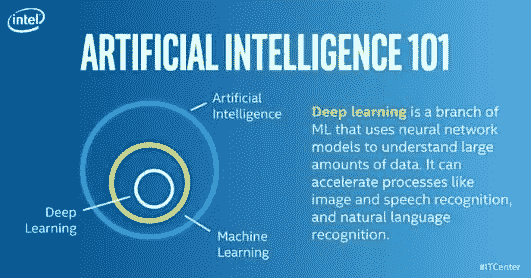 intel
ARTIFICIAL INTELLIGENCE 101
Artificial
Intelligence
Deep
Learning
Machine
Learning
Deep learning is a branch of
ML that uses neural network
models to understand large
amounts of data. It can
accelerate processes like
image and speech recognition,
and natural language
recognition.
#ITCenter